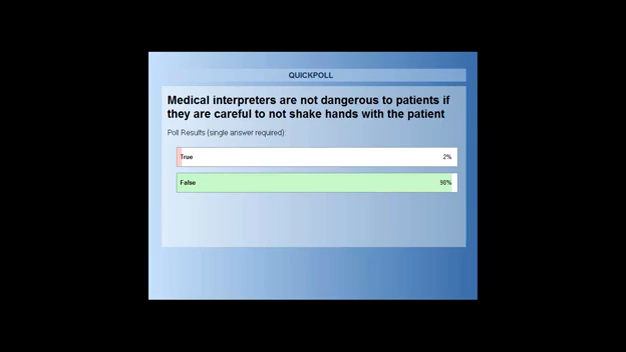 QUICKPOLL
Medical interpreters are not dangerous to patients if
they are careful to not shake hands with the patient
Poll Results (single answer required):
True 2%
False 98%